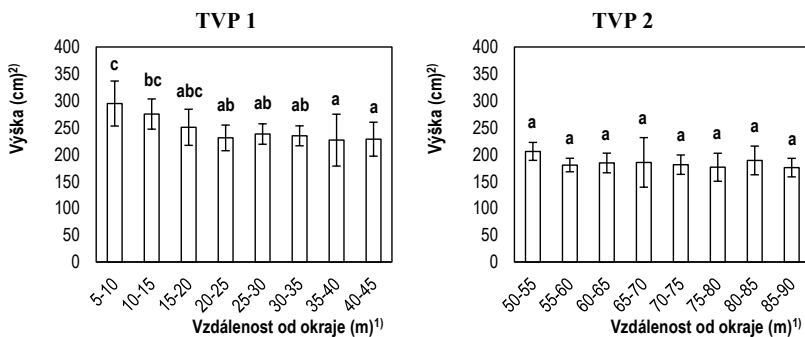 TVP 1
Výška (cm)²⁾
400
350
300
250
200
150
100
50
0
c
bc
abc
ab
ab
ab
a
a
5-10
10-15
15-20
20-25
25-30
30-35
35-40
40-45
Vzdálenost od okraje (m)¹⁾
TVP 2
Výška (cm)²⁾
400
350
300
250
200
150
100
50
0
a
a
a
a
a
a
a
a
50-55
55-60
60-65
65-70
70-75
75-80
80-85
85-90
Vzdálenost od okraje (m)¹⁾